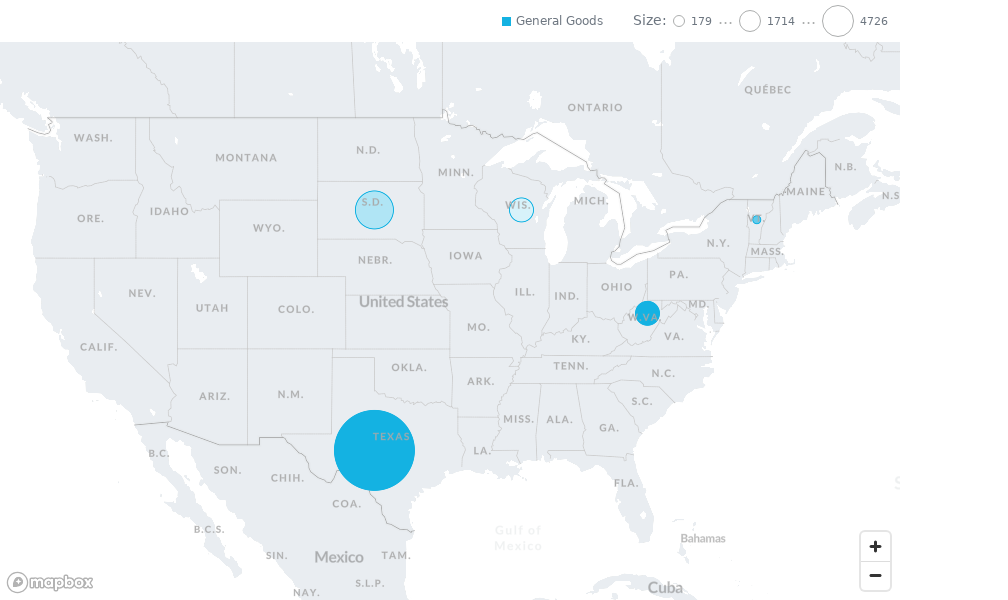 General Goods Size: 179 ... 1714 ... 4726
QUÉBEC
ONTARIO
WASH.
N.D.
MONTANA
MINN.
N.B.
MAINE
N.S
ORE.
IDAHO
S.D.
WIS.
MICH.
VT.
WYO.
N.Y.
MASS.
NEBR.
IOWA
PA.
NEV.
UTAH
COLO.
United States
ILL.
IND.
OHIO
MD.
W.VA.
CALIF.
MO.
KY.
VA.
ARIZ.
N.M.
OKLA.
ARK.
TENN.
N.C.
S.C.
MISS.
ALA.
GA.
TEXAS
LA.
B.C.
SON.
CHIH.
COA.
FLA.
B.C.S.
Gulf of
Mexico
Bahamas
SIN.
Mexico
TAM.
S.L.P.
NAY.
Cuba
mapbox
+
−